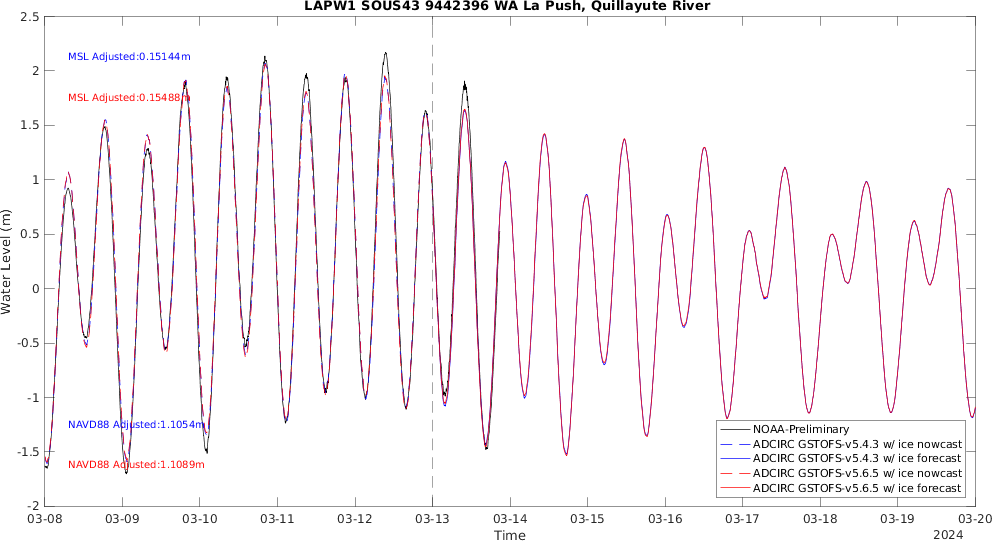 LAPW1 SOUS43 9442396 WA La Push, Quillayute River
2.5
2
1.5
1
0.5
0
-0.5
-1
-1.5
-2
Water Level (m)
MSL Adjusted:0.15144m
MSL Adjusted:0.15488m
NAVD88 Adjusted:1.1054m
NAVD88 Adjusted:1.1089m
NOAA-Preliminary
ADCIRC GSTOFS-v5.4.3 w/ ice nowcast
ADCIRC GSTOFS-v5.4.3 w/ ice forecast
ADCIRC GSTOFS-v5.6.5 w/ ice nowcast
ADCIRC GSTOFS-v5.6.5 w/ ice forecast
03-08 03-09 03-10 03-11 03-12 03-13 03-14 03-15 03-16 03-17 03-18 03-19 03-20
Time
2024